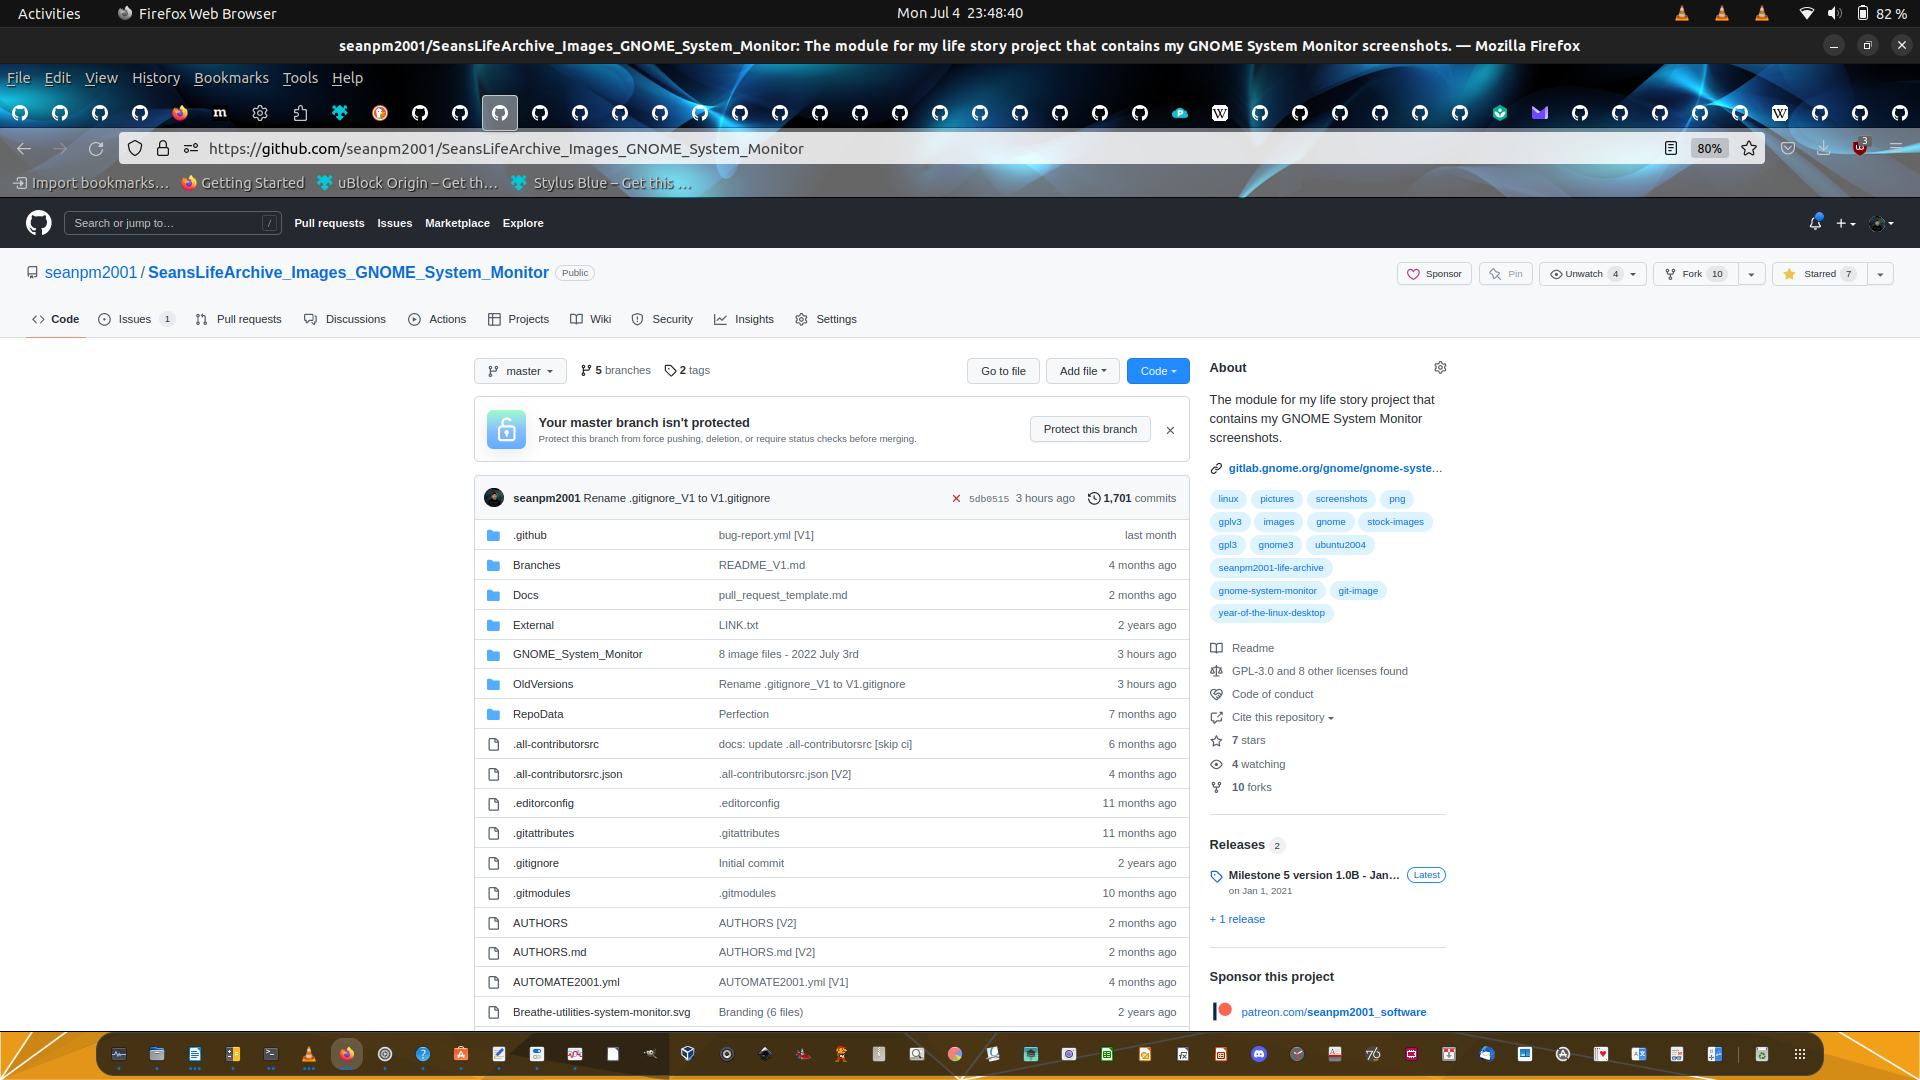 Activities
Firefox Web Browser
Mon Jul 4 23:48:40
82 %
seanpm2001/SeansLifeArchive_Images_GNOME_System_Monitor: The module for my life story project that contains my GNOME System Monitor screenshots. — Mozilla Firefox
File Edit View History Bookmarks Tools Help
https://github.com/seanpm2001/SeansLifeArchive_Images_GNOME_System_Monitor
80%
3
Import bookmarks… Getting Started uBlock Origin – Get th… Stylus Blue – Get this …
Search or jump to… /
Pull requests Issues Marketplace Explore
seanpm2001 / SeansLifeArchive_Images_GNOME_System_Monitor Public
Sponsor Pin Unwatch 4 Fork 10 Starred 7
Code Issues 1 Pull requests Discussions Actions Projects Wiki Security Insights Settings
master 5 branches 2 tags
Go to file Add file Code
Your master branch isn't protected
Protect this branch from force pushing, deletion, or require status checks before merging.
Protect this branch
seanpm2001 Rename .gitignore_V1 to V1.gitignore 5db0515 3 hours ago 1,701 commits
.github bug-report.yml [V1] last month
Branches README_V1.md 4 months ago
Docs pull_request_template.md 2 months ago
External LINK.txt 2 years ago
GNOME_System_Monitor 8 image files - 2022 July 3rd 3 hours ago
OldVersions Rename .gitignore_V1 to V1.gitignore 3 hours ago
RepoData Perfection 7 months ago
.all-contributorsrc docs: update .all-contributorsrc [skip ci] 6 months ago
.all-contributorsrc.json .all-contributorsrc.json [V2] 4 months ago
.editorconfig .editorconfig 11 months ago
.gitattributes .gitattributes 11 months ago
.gitignore Initial commit 2 years ago
.gitmodules .gitmodules 10 months ago
AUTHORS AUTHORS [V2] 2 months ago
AUTHORS.md AUTHORS.md [V2] 2 months ago
AUTOMATE2001.yml AUTOMATE2001.yml [V1] 4 months ago
Breathe-utilities-system-monitor.svg Branding (6 files) 2 years ago
About
The module for my life story project that
contains my GNOME System Monitor
screenshots.
gitlab.gnome.org/gnome/gnome-syste…
linux pictures screenshots png
gplv3 images gnome stock-images
gpl3 gnome3 ubuntu2004
seanpm2001-life-archive
gnome-system-monitor git-image
year-of-the-linux-desktop
Readme
GPL-3.0 and 8 other licenses found
Code of conduct
Cite this repository
7 stars
4 watching
10 forks
Releases 2
Milestone 5 version 1.0B - Jan… Latest
on Jan 1, 2021
+ 1 release
Sponsor this project
patreon.com/seanpm2001_software